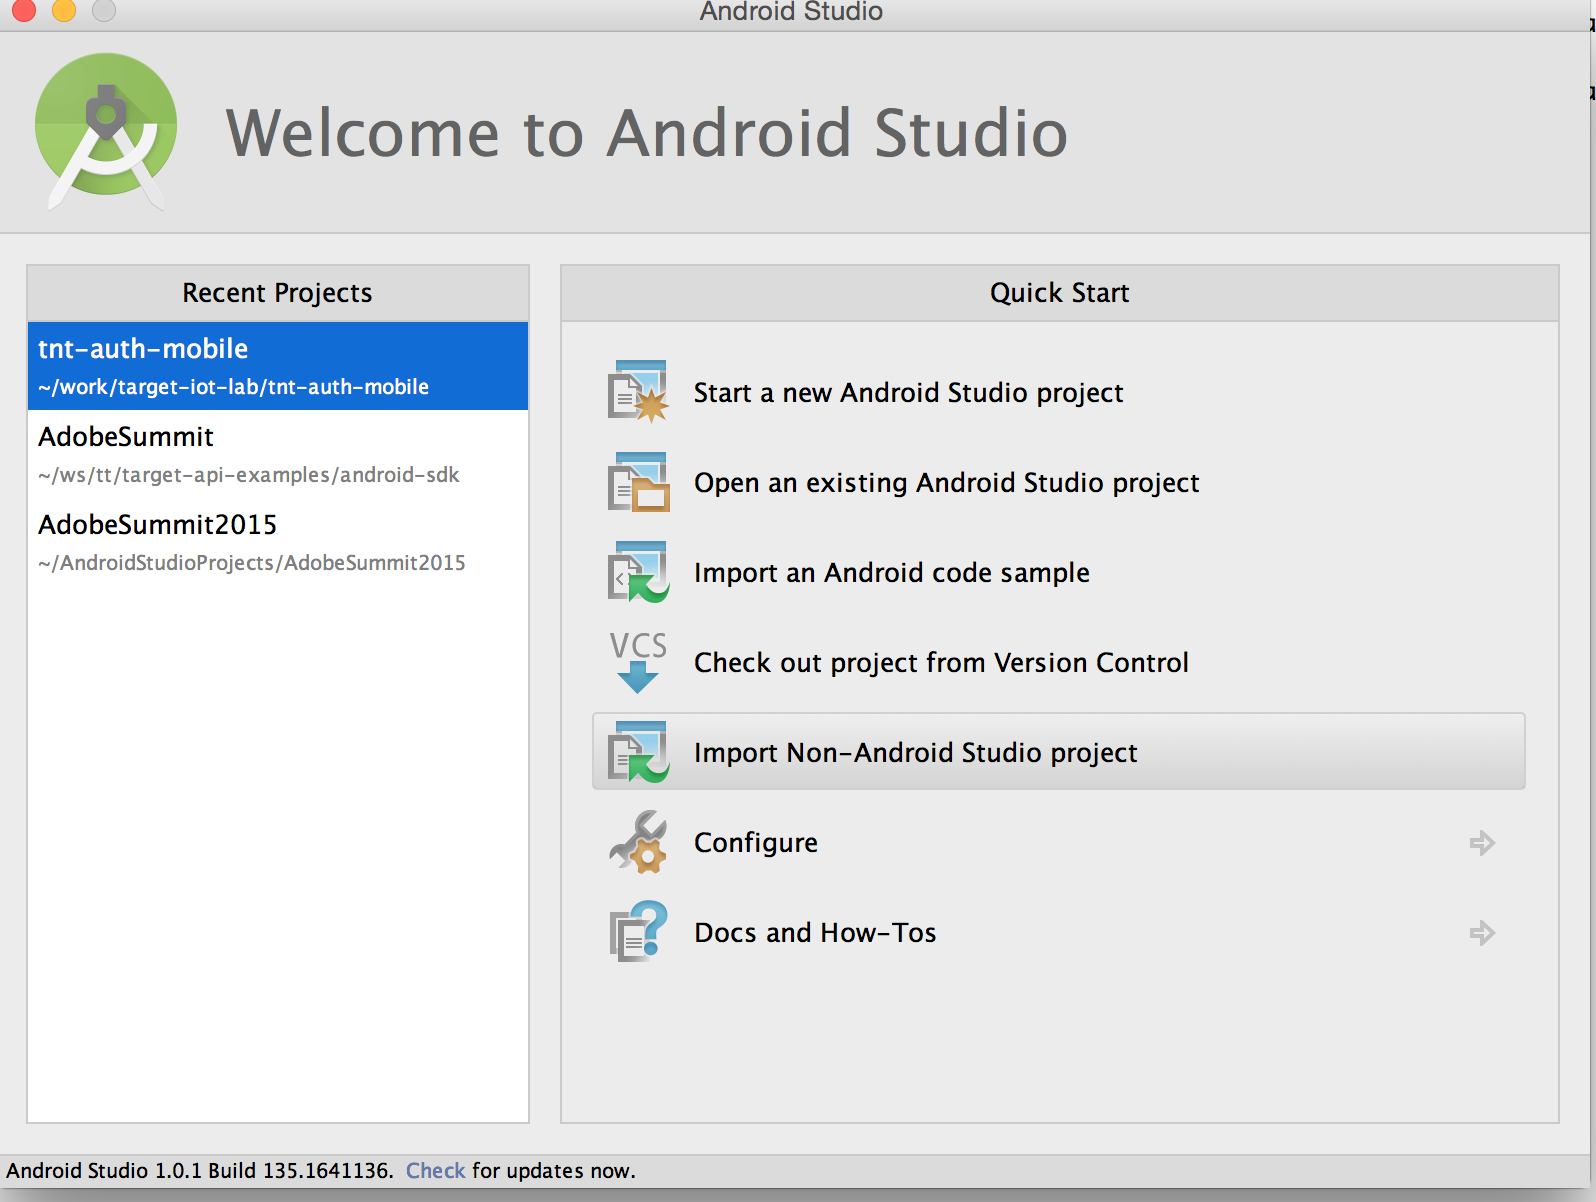 Android Studio
Welcome to Android Studio
Recent Projects
tnt-auth-mobile
~/work/target-iot-lab/tnt-auth-mobile
AdobeSummit
~/ws/tt/target-api-examples/android-sdk
AdobeSummit2015
~/AndroidStudioProjects/AdobeSummit2015
Quick Start
Start a new Android Studio project
Open an existing Android Studio project
Import an Android code sample
VCS
Check out project from Version Control
Import Non-Android Studio project
Configure
Docs and How-Tos
Android Studio 1.0.1 Build 135.1641136. Check for updates now.